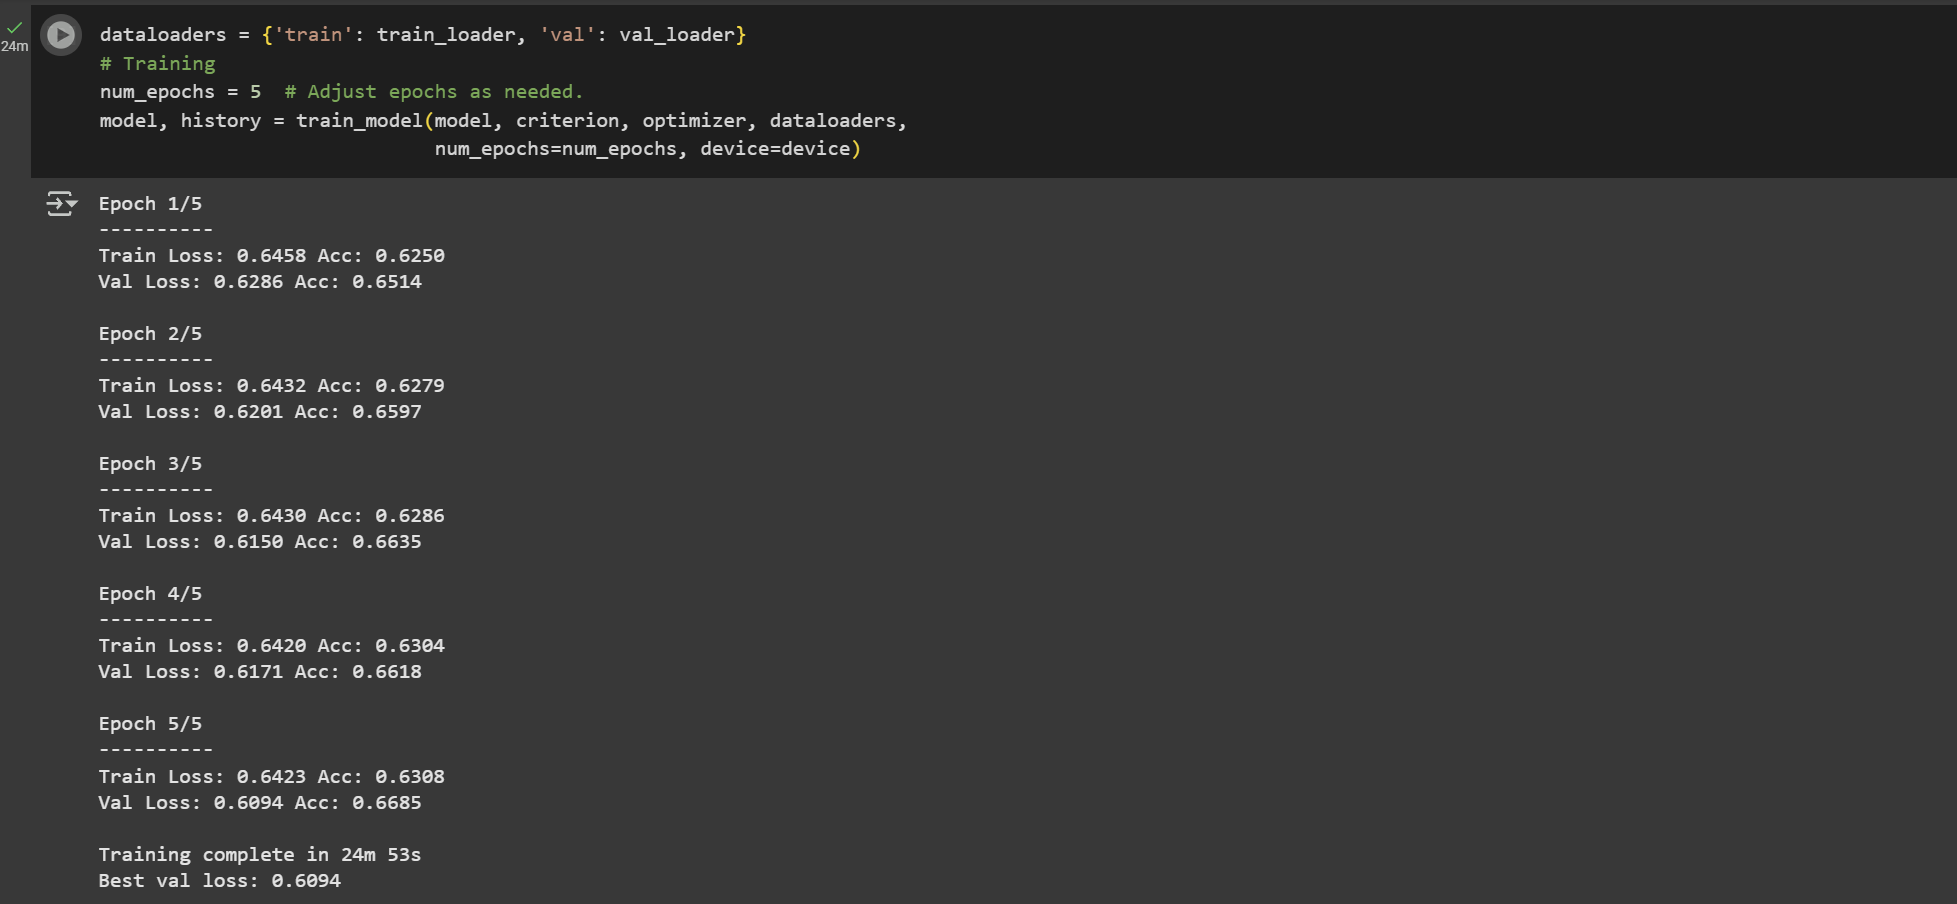 24m
dataloaders = {'train': train_loader, 'val': val_loader}
# Training
num_epochs = 5  # Adjust epochs as needed.
model, history = train_model(model, criterion, optimizer, dataloaders,
                             num_epochs=num_epochs, device=device)
Epoch 1/5
----------
Train Loss: 0.6458 Acc: 0.6250
Val Loss: 0.6286 Acc: 0.6514
Epoch 2/5
----------
Train Loss: 0.6432 Acc: 0.6279
Val Loss: 0.6201 Acc: 0.6597
Epoch 3/5
----------
Train Loss: 0.6430 Acc: 0.6286
Val Loss: 0.6150 Acc: 0.6635
Epoch 4/5
----------
Train Loss: 0.6420 Acc: 0.6304
Val Loss: 0.6171 Acc: 0.6618
Epoch 5/5
----------
Train Loss: 0.6423 Acc: 0.6308
Val Loss: 0.6094 Acc: 0.6685
Training complete in 24m 53s
Best val loss: 0.6094